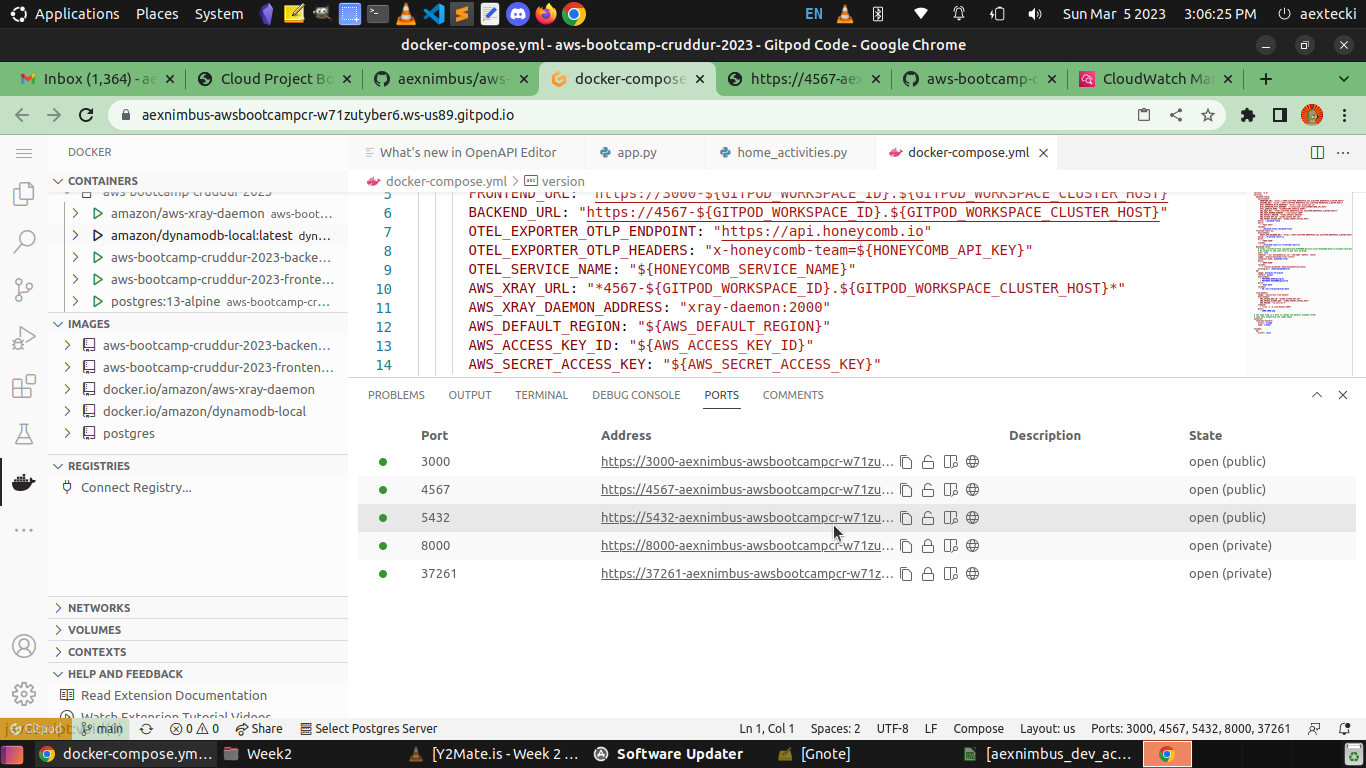 Applications Places System EN Sun Mar 5 2023 3:06:25 PM aextecki
docker-compose.yml - aws-bootcamp-cruddur-2023 - Gitpod Code - Google Chrome
Inbox (1,364) - ae Cloud Project Bo aexnimbus/aws- docker-compose https://4567-aex aws-bootcamp-c CloudWatch Ma
aexnimbus-awsbootcampcr-w71zutyber6.ws-us89.gitpod.io
DOCKER
What's new in OpenAPI Editor app.py home_activities.py docker-compose.yml
docker-compose.yml > version
CONTAINERS
aws-bootcamp-cruddur-2023
amazon/aws-xray-daemon aws-boot...
amazon/dynamodb-local:latest dyn...
aws-bootcamp-cruddur-2023-backe...
aws-bootcamp-cruddur-2023-fronte...
postgres:13-alpine aws-bootcamp-cr...
IMAGES
aws-bootcamp-cruddur-2023-backen...
aws-bootcamp-cruddur-2023-fronten...
docker.io/amazon/aws-xray-daemon
docker.io/amazon/dynamodb-local
postgres
REGISTRIES
Connect Registry...
NETWORKS
VOLUMES
CONTEXTS
HELP AND FEEDBACK
Read Extension Documentation
Watch Extension Tutorial Videos
5 FRONTEND_URL: "https://3000-${GITPOD_WORKSPACE_ID}.${GITPOD_WORKSPACE_CLUSTER_HOST}"
6 BACKEND_URL: "https://4567-${GITPOD_WORKSPACE_ID}.${GITPOD_WORKSPACE_CLUSTER_HOST}"
7 OTEL_EXPORTER_OTLP_ENDPOINT: "https://api.honeycomb.io"
8 OTEL_EXPORTER_OTLP_HEADERS: "x-honeycomb-team=${HONEYCOMB_API_KEY}"
9 OTEL_SERVICE_NAME: "${HONEYCOMB_SERVICE_NAME}"
10 AWS_XRAY_URL: "*4567-${GITPOD_WORKSPACE_ID}.${GITPOD_WORKSPACE_CLUSTER_HOST}*"
11 AWS_XRAY_DAEMON_ADDRESS: "xray-daemon:2000"
12 AWS_DEFAULT_REGION: "${AWS_DEFAULT_REGION}"
13 AWS_ACCESS_KEY_ID: "${AWS_ACCESS_KEY_ID}"
14 AWS_SECRET_ACCESS_KEY: "${AWS_SECRET_ACCESS_KEY}"
PROBLEMS OUTPUT TERMINAL DEBUG CONSOLE PORTS COMMENTS
Port Address Description State
3000 https://3000-aexnimbus-awsbootcampcr-w71zu... open (public)
4567 https://4567-aexnimbus-awsbootcampcr-w71zu... open (public)
5432 https://5432-aexnimbus-awsbootcampcr-w71zu... open (public)
8000 https://8000-aexnimbus-awsbootcampcr-w71zu... open (private)
37261 https://37261-aexnimbus-awsbootcampcr-w71z... open (private)
Gitpod main 0 0 Share Select Postgres Server Ln 1, Col 1 Spaces: 2 UTF-8 LF Compose Layout: us Ports: 3000, 4567, 5432, 8000, 37261
docker-compose.ym... Week2 [Y2Mate.is - Week 2 ... Software Updater [Gnote] [aexnimbus_dev_ac...